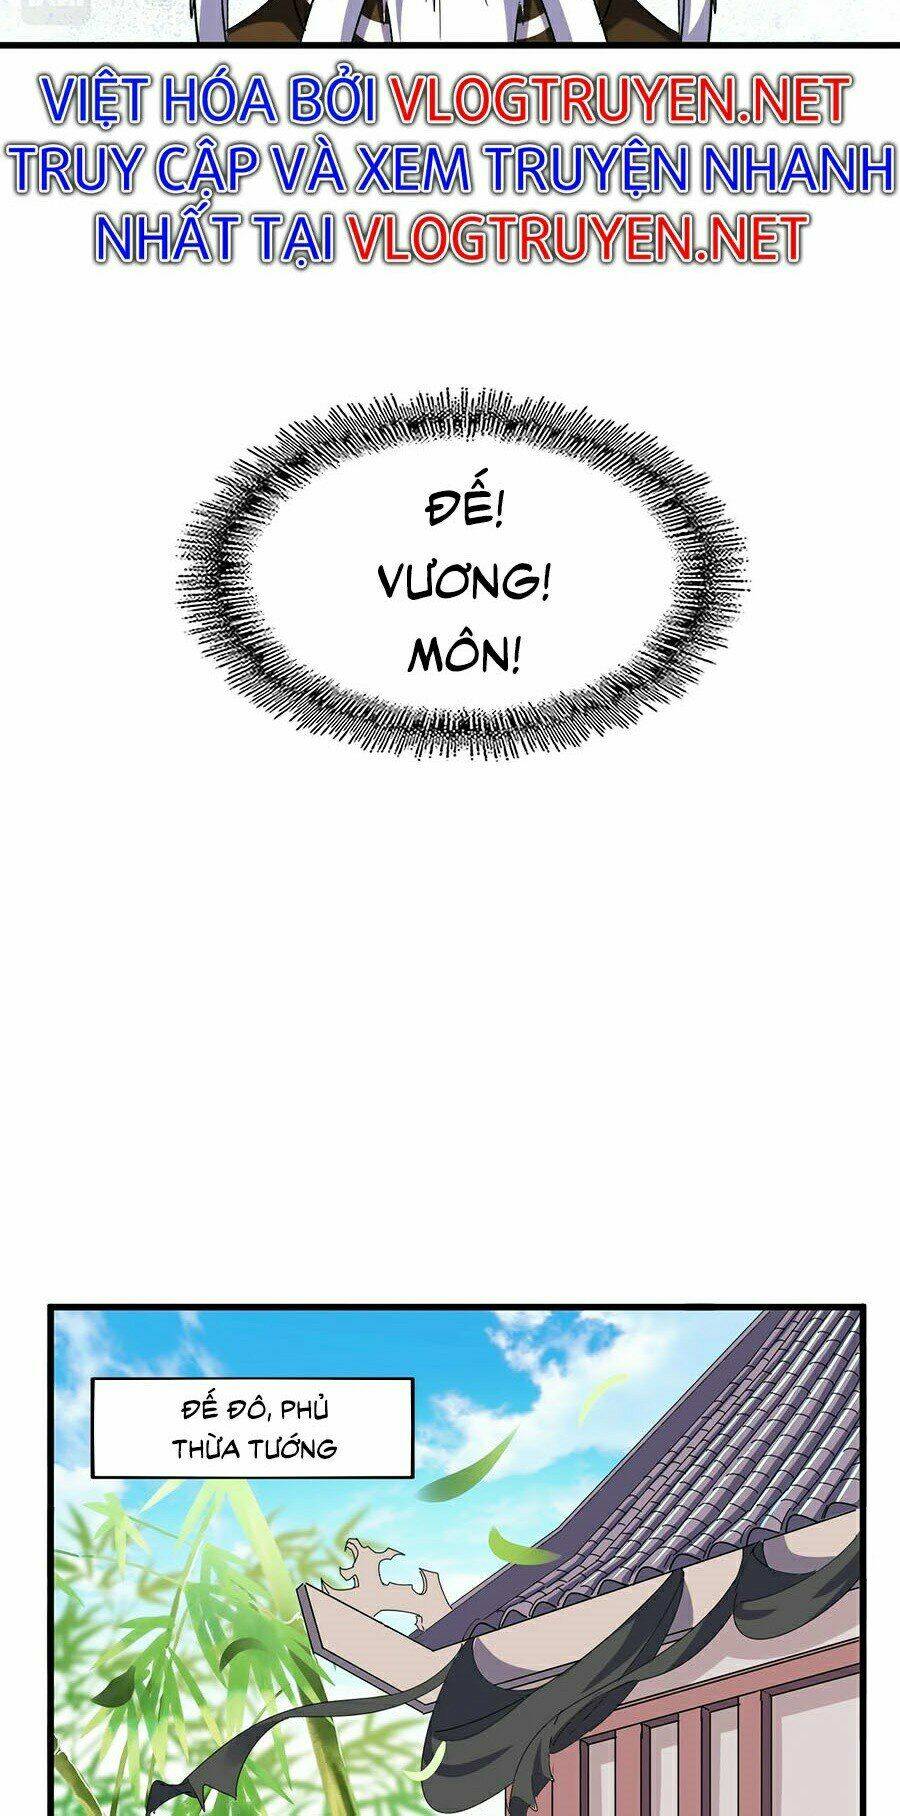 VIỆT HÓA BỞI VLOGTRUYEN.NET
TRUY CẬP VÀ XEM TRUYỆN NHANH
NHẤT TẠI VLOGTRUYEN.NET
ĐẾ!
VƯƠNG!
MÔN!
ĐẾ ĐÔ, PHỦ
THỪA TƯỚNG